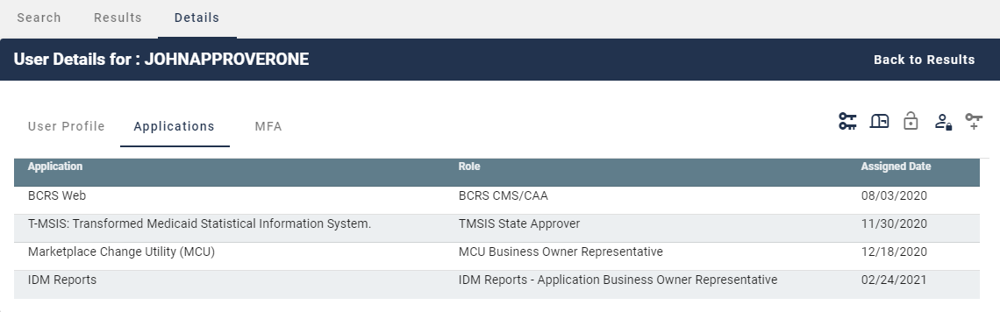 Search Results Details
User Details for : JOHNAPPROVERONE Back to Results
User Profile Applications MFA
Application Role Assigned Date
BCRS Web BCRS CMS/CAA 08/03/2020
T-MSIS: Transformed Medicaid Statistical Information System. TMSIS State Approver 11/30/2020
Marketplace Change Utility (MCU) MCU Business Owner Representative 12/18/2020
IDM Reports IDM Reports - Application Business Owner Representative 02/24/2021